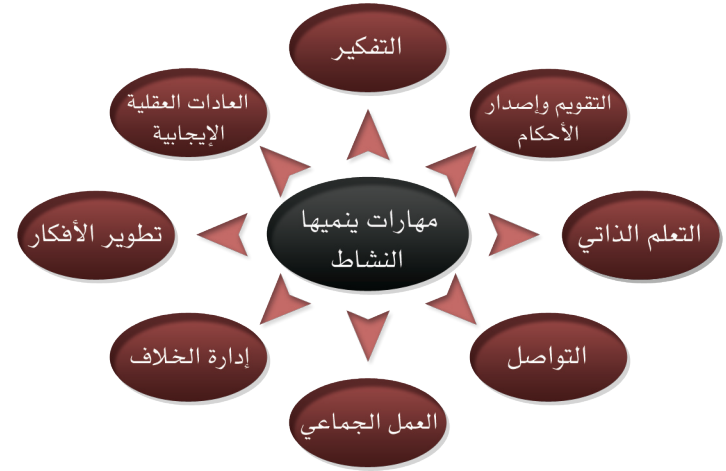 مهارات ينميها
النشاط
التفكير
التقويم وإصدار
الأحكام
التعلم الذاتي
التواصل
العمل الجماعي
إدارة الخلاف
تطوير الأفكار
العادات العقلية
الإيجابية